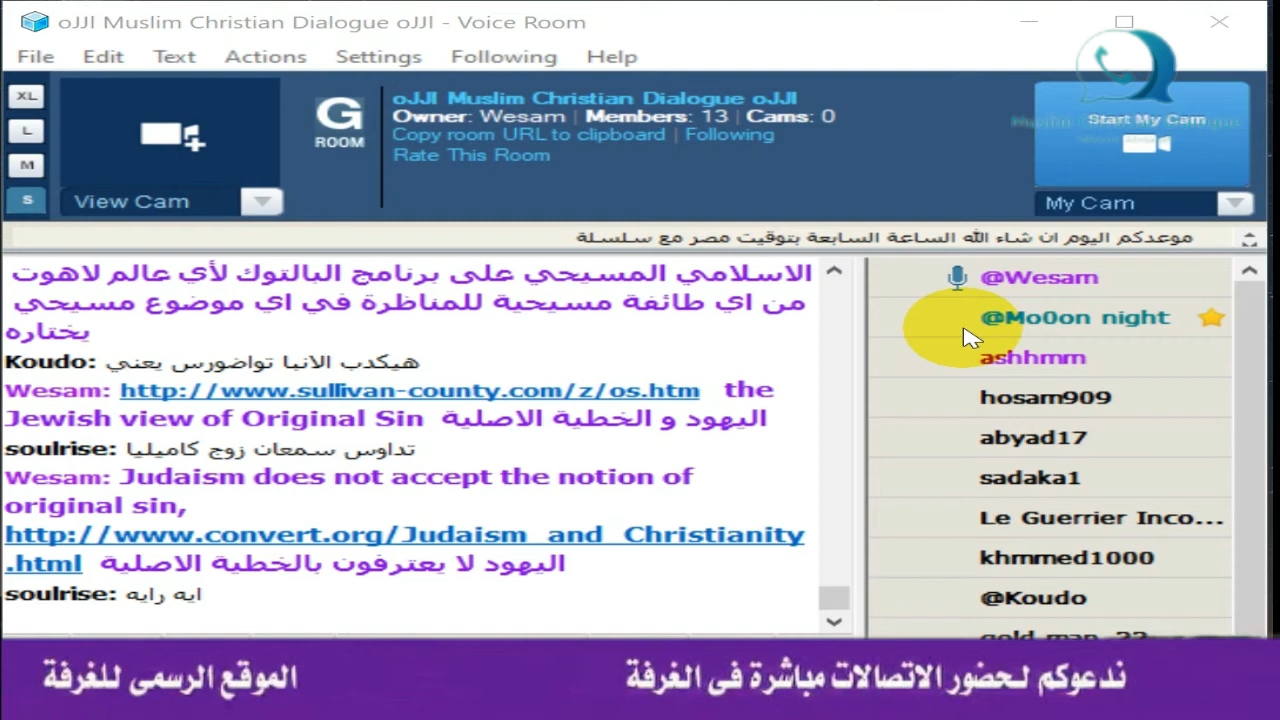 oJJI Muslim Christian Dialogue oJJI - Voice Room
File Edit Text Actions Settings Following Help
XL
L
M
S
View Cam
G
ROOM
oJJI Muslim Christian Dialogue oJJI
Owner: Wesam | Members: 13 | Cams: 0
Copy room URL to clipboard | Following
Rate This Room
Start My Cam
My Cam
موعدكم اليوم ان شاء الله الساعة السابعة بتوقيت مصر مع سلسلة
الاسلامي المسيحي على برنامج البالتوك لأي عالم لاهوت
من اي طائفة مسيحية للمناظرة في اي موضوع مسيحي
يختاره
Koudo: هيكدب الانبا تواضورس يعني
Wesam: http://www.sullivan-county.com/z/os.htm the
Jewish view of Original Sin اليهود و الخطية الاصلية
soulrise: تداوس سمعان زوج كاميليا
Wesam: Judaism does not accept the notion of
original sin,
http://www.convert.org/Judaism_and_Christianity
.html اليهود لا يعترفون بالخطية الاصلية
soulrise: ايه رايه
@Wesam
@Mo0on night
ashhmm
hosam909
abyad17
sadaka1
Le Guerrier Inco...
khmmed1000
@Koudo
gold man_22
ندعوكم لحضور الاتصالات مباشرة فى الغرفة
الموقع الرسمى للغرفة